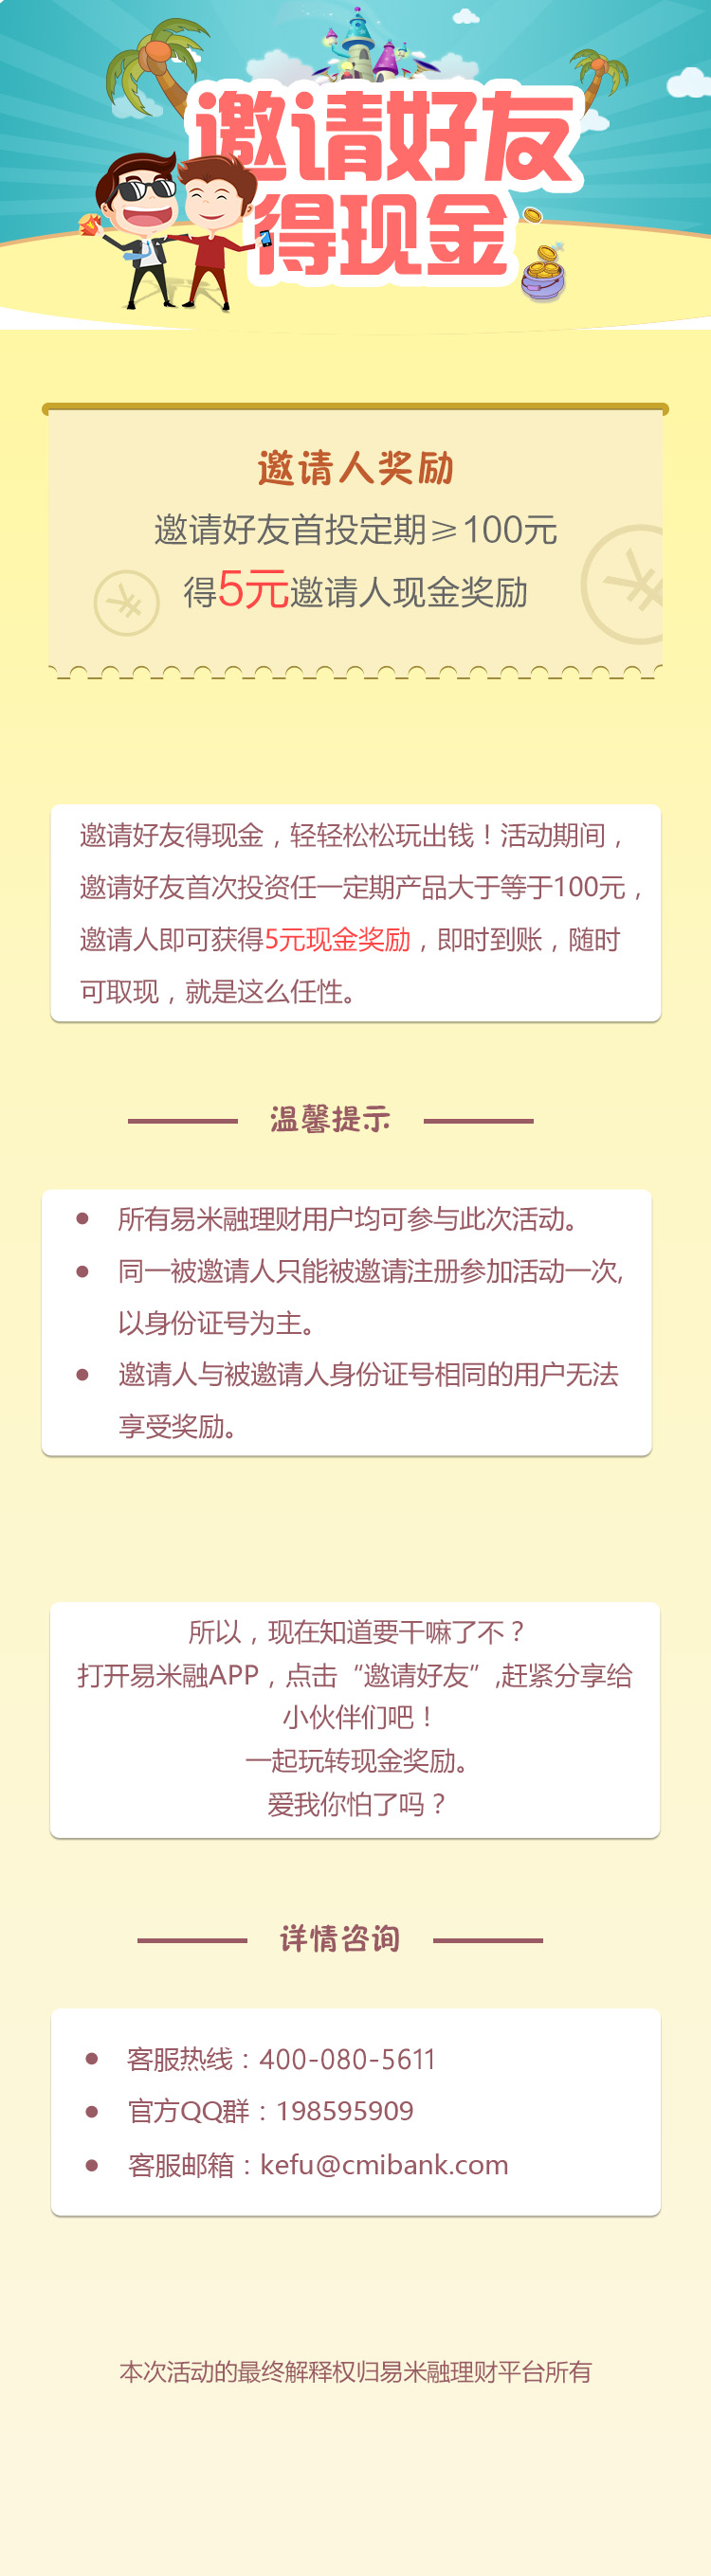 邀请好友
得现金
邀请人奖励
邀请好友首投定期≥100元
得5元邀请人现金奖励
邀请好友得现金，轻轻松松玩出钱！活动期间，
邀请好友首次投资任一定期产品大于等于100元，
邀请人即可获得5元现金奖励，即时到账，随时
可取现，就是这么任性。
温馨提示
● 所有易米融理财用户均可参与此次活动。
● 同一被邀请人只能被邀请注册参加活动一次,
以身份证号为主。
● 邀请人与被邀请人身份证号相同的用户无法
享受奖励。
所以，现在知道要干嘛了不？
打开易米融APP，点击“邀请好友”,赶紧分享给
小伙伴们吧！
一起玩转现金奖励。
爱我你怕了吗？
详情咨询
● 客服热线：400-080-5611
● 官方QQ群：198595909
● 客服邮箱：kefu@cmibank.com
本次活动的最终解释权归易米融理财平台所有